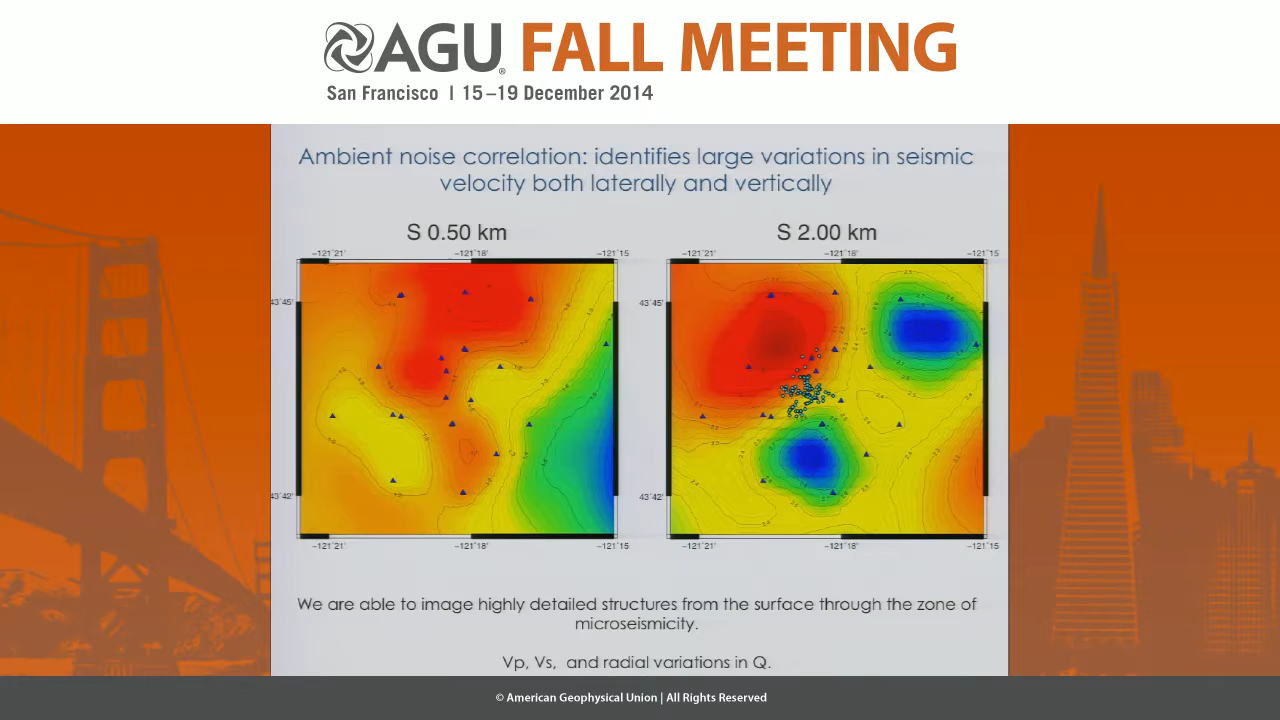 AGU® FALL MEETING
San Francisco | 15–19 December 2014
Ambient noise correlation: identifies large variations in seismic
velocity both laterally and vertically
S 0.50 km
S 2.00 km
-121˚21' -121˚18' -121˚15
-121˚21' -121˚18' -121˚15
43˚45'
43˚45'
43˚42'
43˚42'
-121˚21' -121˚18' -121˚15
-121˚21' -121˚18' -121˚15
We are able to image highly detailed structures from the surface through the zone of
microseismicity.
Vp, Vs, and radial variations in Q.
© American Geophysical Union | All Rights Reserved